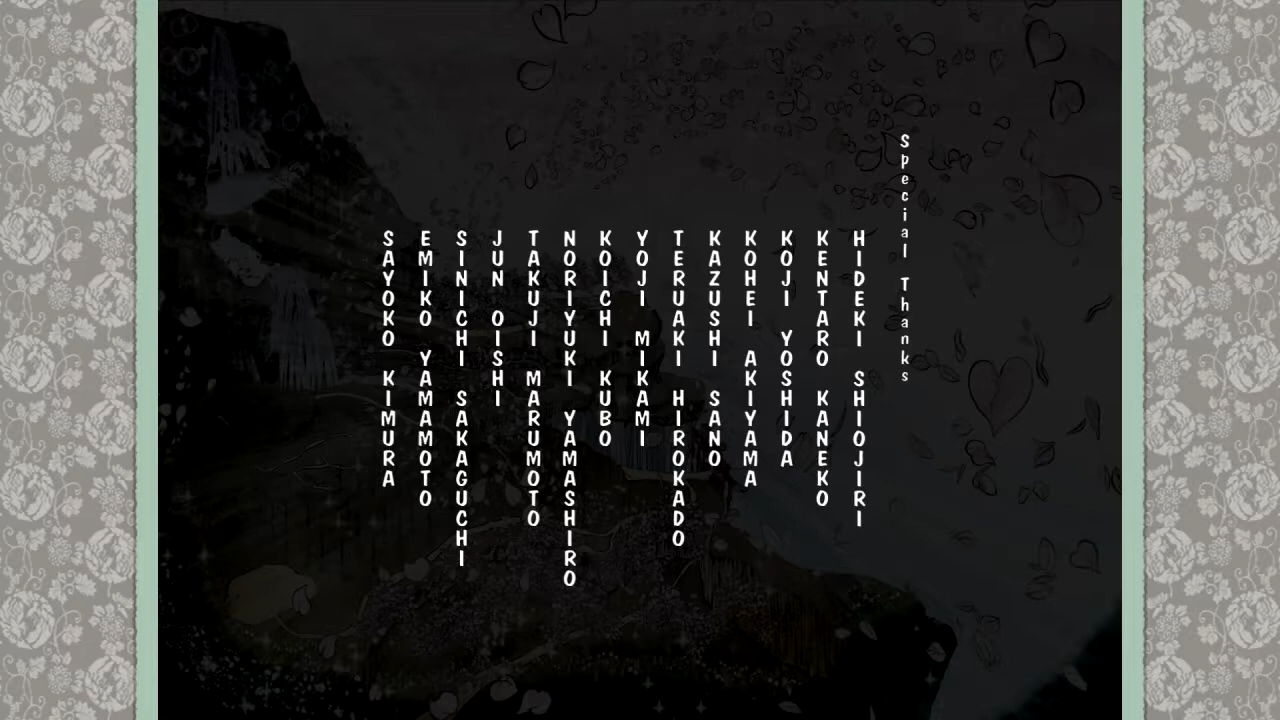 Special Thanks
HIDEKI SHIOJIRI
KENTARO KANEKO
KOJI YOSHIDA
KOHEI AKIYAMA
KAZUSHI SANO
TERUAKI HIROKADO
YOJI MIKAMI
KOICHI KUBO
NORIYUKI YAMASHIRO
TAKUJI MARUMOTO
JUN OISHI
SINICHI SAKAGUCHI
EMIKO YAMAMOTO
SAYOKO KIMURA